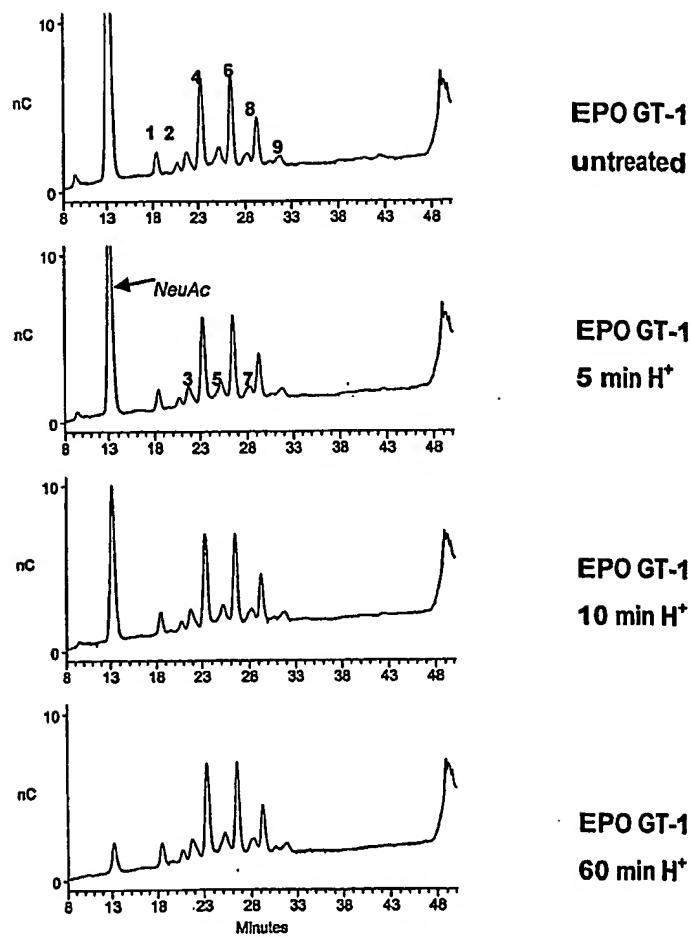 10
nC
0
1 2 4 6 8 9
8 13 18 23 28 33 38 43 48
EPO GT-1
untreated
10
nC
0
NeuAc
3 5 7
8 13 18 23 28 33 38 43 48
EPO GT-1
5 min H+
10
nC
0
8 13 18 23 28 33 38 43 48
EPO GT-1
10 min H+
10
nC
0
8 13 18 23 28 33 38 43 48
Minutes
EPO GT-1
60 min H+